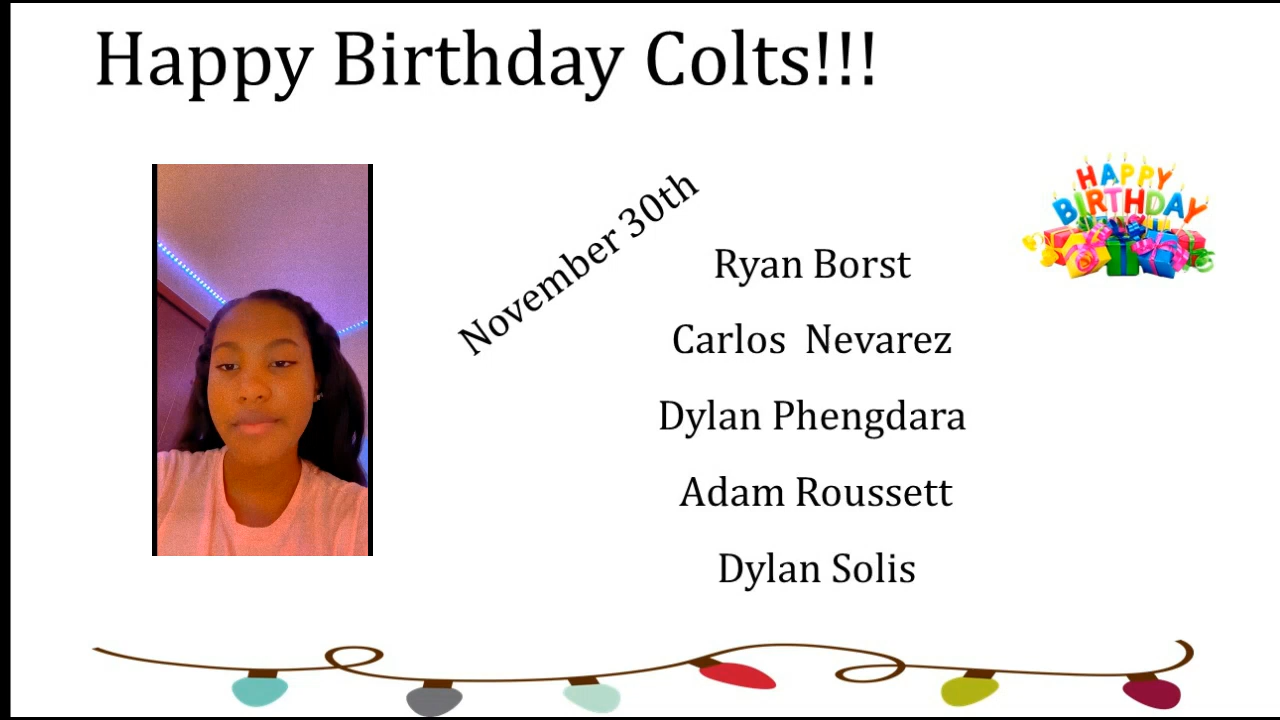 Happy Birthday Colts!!!
November 30th
HAPPY
BIRTHDAY
Ryan Borst
Carlos  Nevarez
Dylan Phengdara
Adam Roussett
Dylan Solis